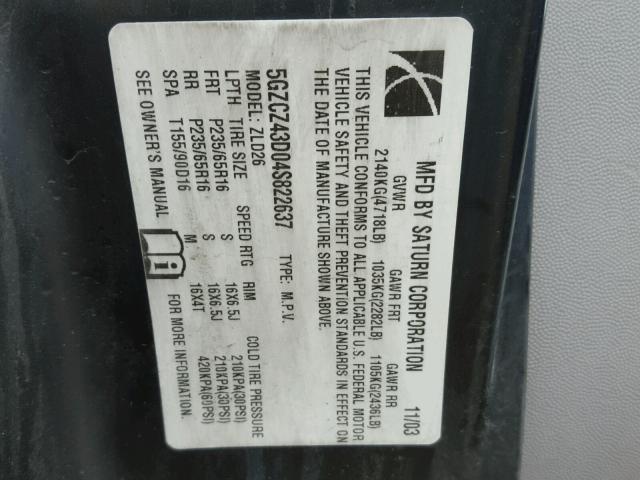 MFD BY SATURN CORPORATION 11/03
GVWR GAWR FRT GAWR RR
2140KG(4718LB) 1035KG(2282LB) 1105KG(2436LB)
THIS VEHICLE CONFORMS TO ALL APPLICABLE U.S. FEDERAL MOTOR
VEHICLE SAFETY AND THEFT PREVENTION STANDARDS IN EFFECT ON
THE DATE OF MANUFACTURE SHOWN ABOVE.
5GZCZ43D04S822637 TYPE: M.P.V.
MODEL: ZLD26
LPTH TIRE SIZE SPEED RTG RIM COLD TIRE PRESSURE
FRT P235/65R16 S 16X6.5J 210KPA(30PSI)
RR P235/65R16 S 16X6.5J 210KPA(30PSI)
SPA T155/90D16 M 16X4T 420KPA(60PSI)
SEE OWNER'S MANUAL i FOR MORE INFORMATION.